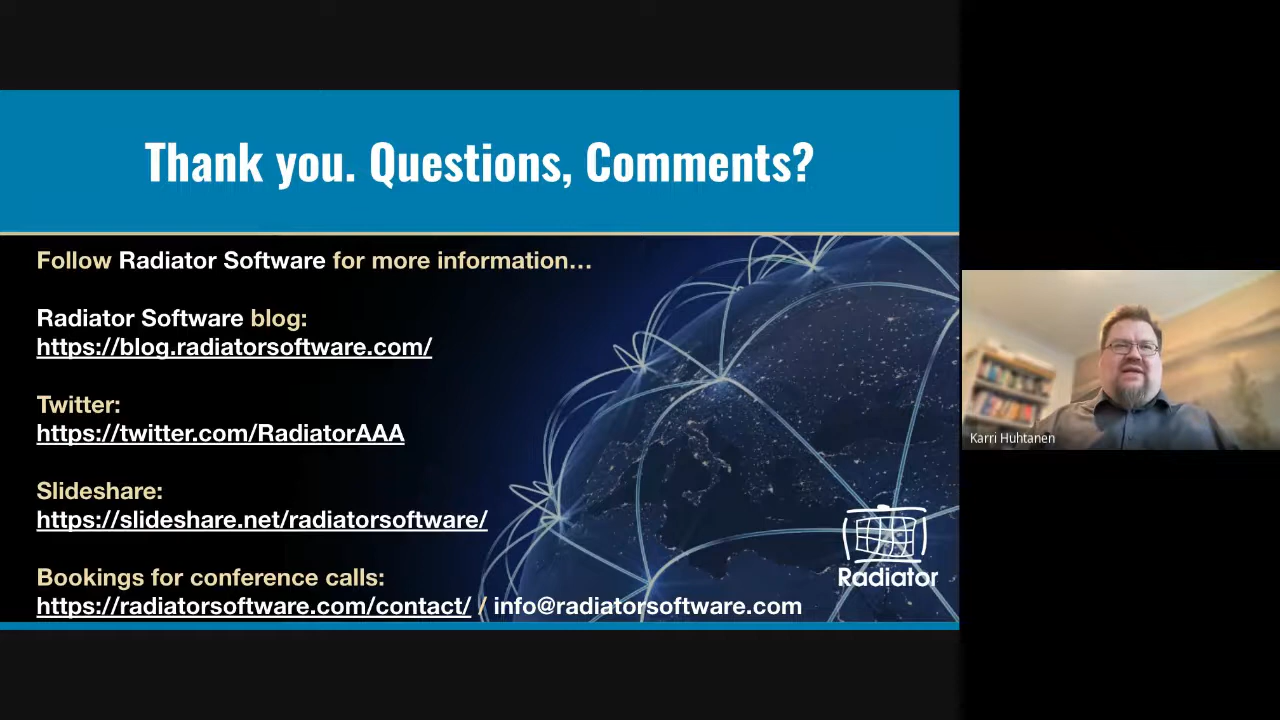 Thank you. Questions, Comments?
Follow Radiator Software for more information...
Radiator Software blog:
https://blog.radiatorsoftware.com/
Twitter:
https://twitter.com/RadiatorAAA
Slideshare:
https://slideshare.net/radiatorsoftware/
Bookings for conference calls:
https://radiatorsoftware.com/contact/ / info@radiatorsoftware.com
Radiator
Karri Huhtanen